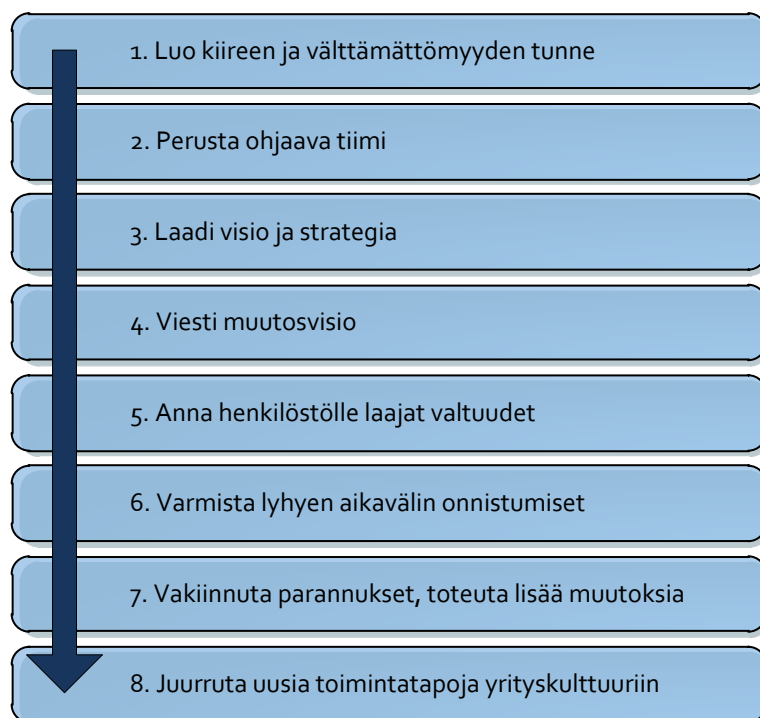 1. Luo kiireen ja välttämättömyyden tunne
2. Perusta ohjaava tiimi
3. Laadi visio ja strategia
4. Viesti muutosvisio
5. Anna henkilöstölle laajat valtuudet
6. Varmista lyhyen aikavälin onnistumiset
7. Vakiinnuta parannukset, toteuta lisää muutoksia
8. Juurruta uusia toimintatapoja yrityskulttuuriin